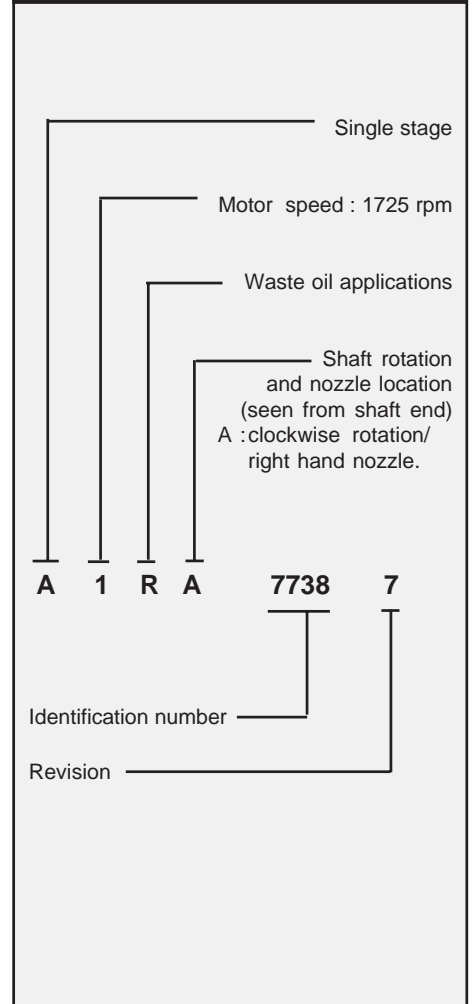 Single stage
Motor speed : 1725 rpm
Waste oil applications
Shaft rotation
and nozzle location
(seen from shaft end)
A :clockwise rotation/
right hand nozzle.
A 1 R A 7738 7
Identification number
Revision